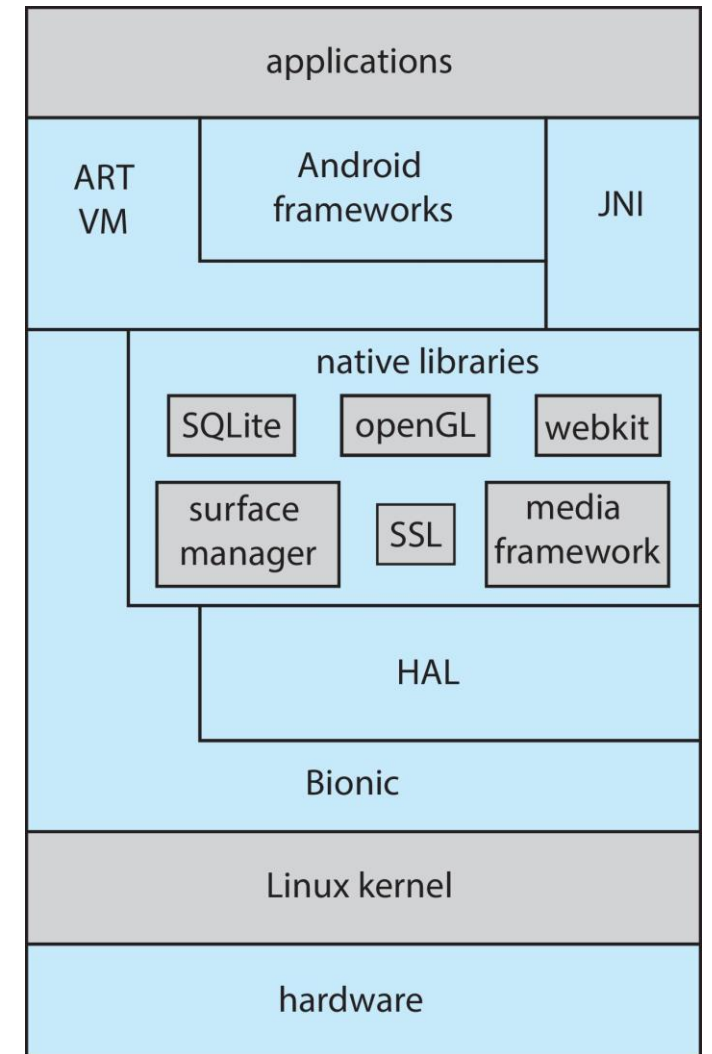 applications
ART
VM
Android
frameworks
JNI
native libraries
SQLite
openGL
webkit
surface
manager
SSL
media
framework
HAL
Bionic
Linux kernel
hardware